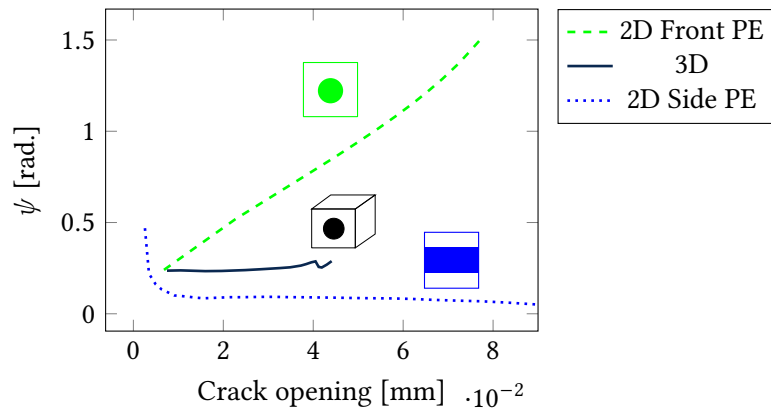 2D Front PE
3D
2D Side PE
1.5
1
0.5
0
ψ [rad.]
0 2 4 6 8
Crack opening [mm] ·10⁻²